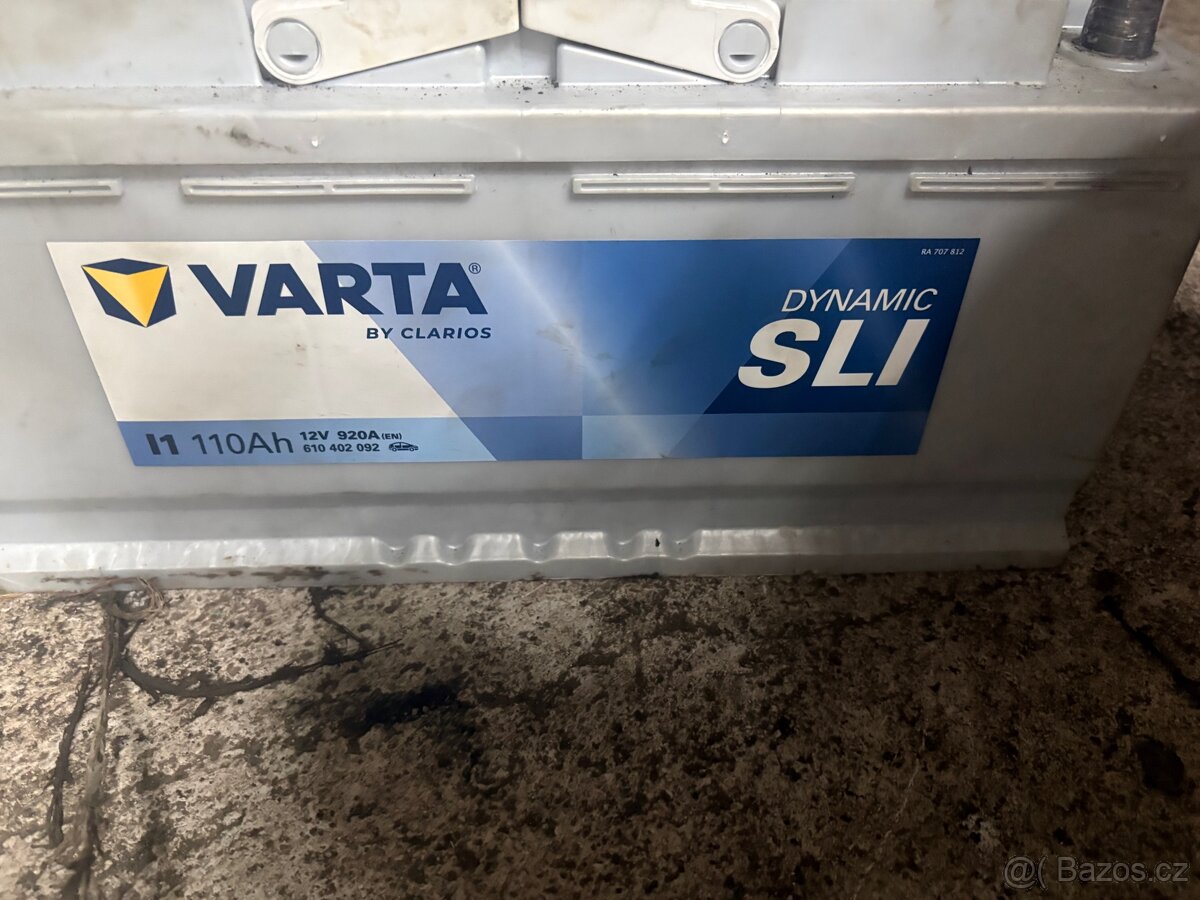 RA 707 812
VARTA®
BY CLARIOS
DYNAMIC
SLI
I1 110Ah 12V 920A (EN)
610 402 092
@( Bazos.cz